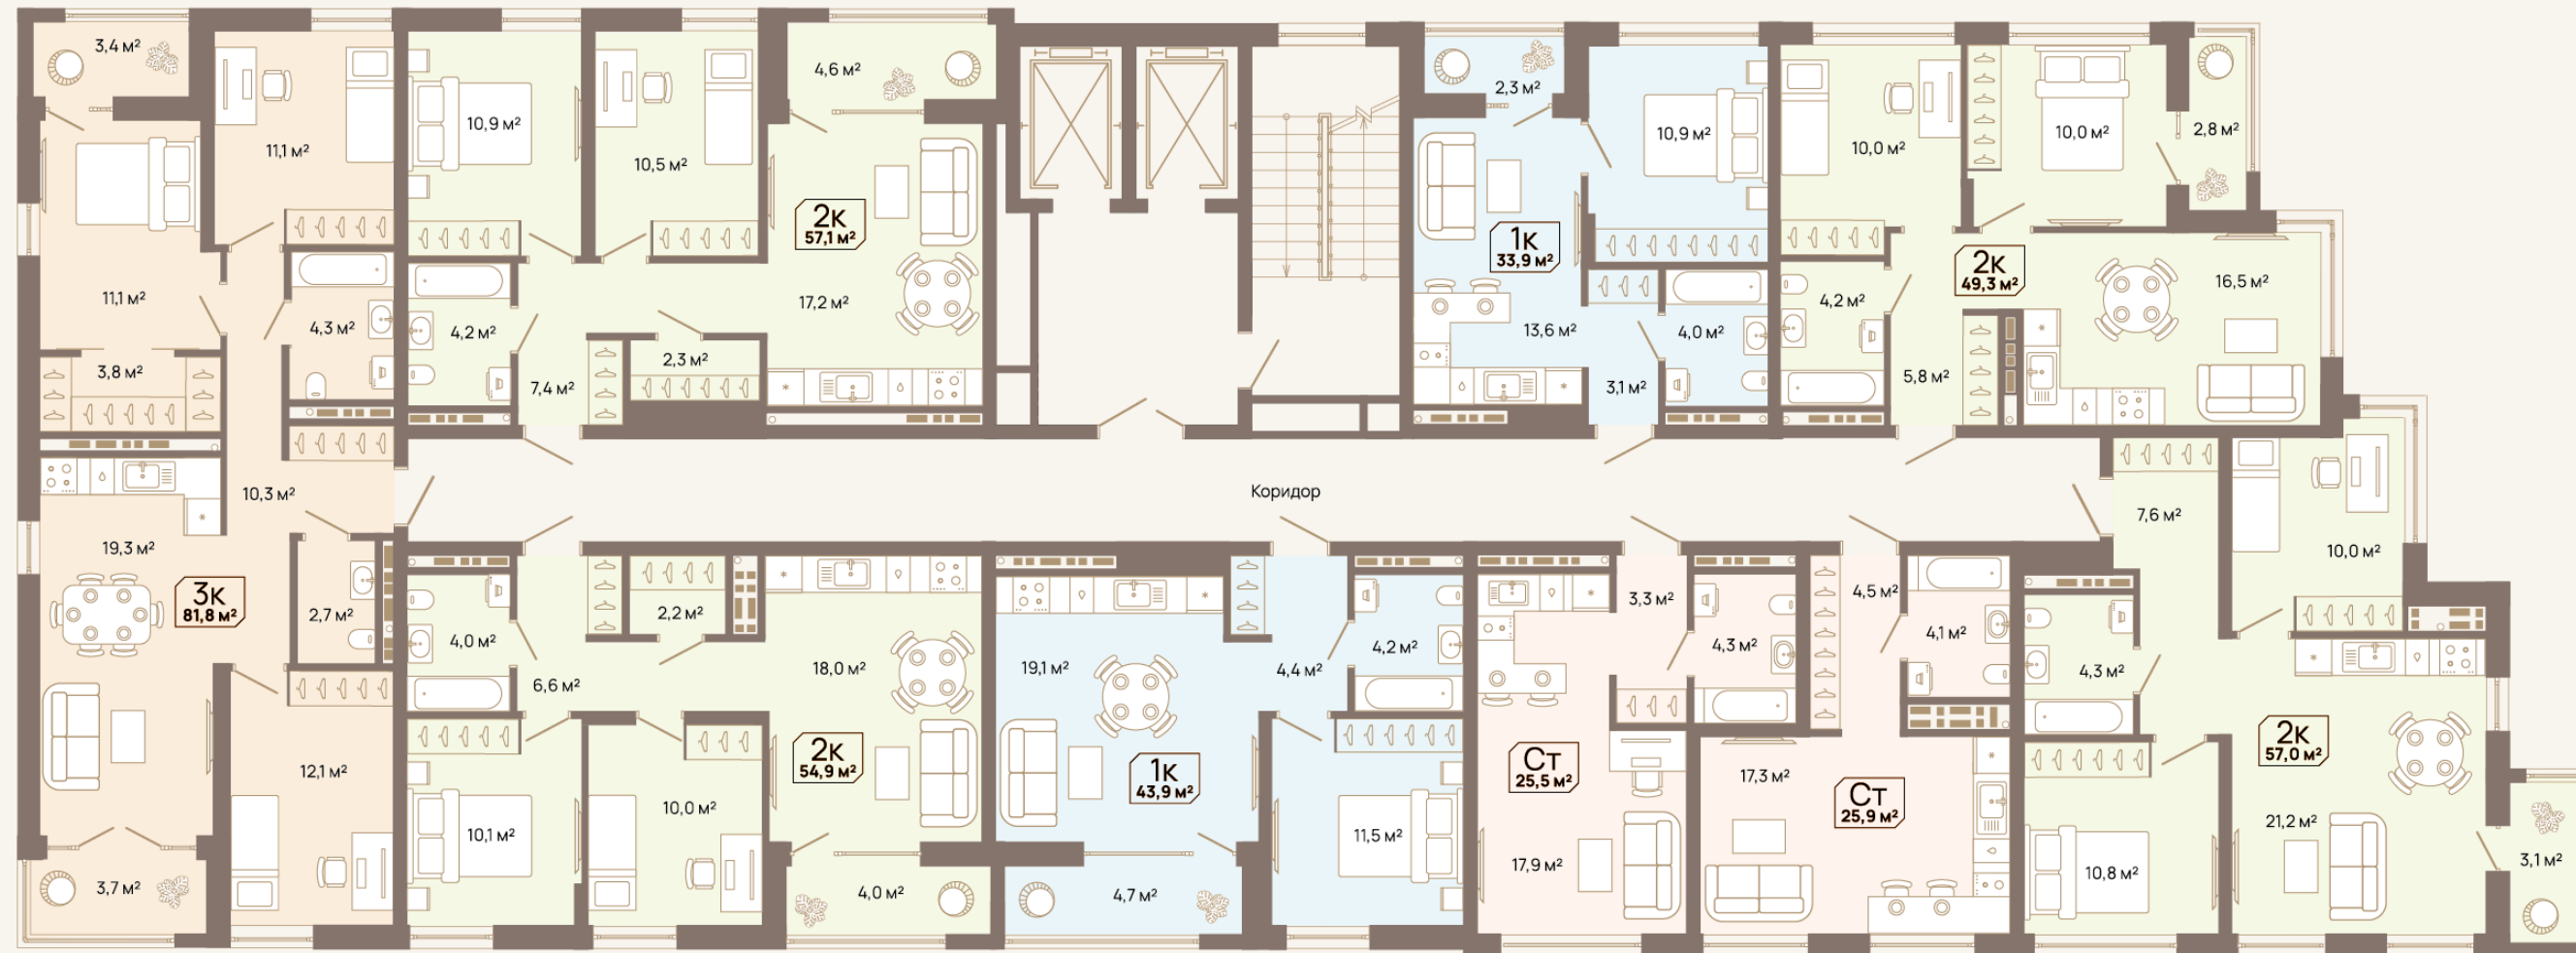 3,4 м²
11,1 м²
11,1 м²
3,8 м²
4,3 м²
10,3 м²
19,3 м²
3К
81,8 м²
2,7 м²
12,1 м²
3,7 м²
10,9 м²
10,5 м²
4,6 м²
2К
57,1 м²
17,2 м²
4,2 м²
7,4 м²
2,3 м²
2,3 м²
10,9 м²
1К
33,9 м²
13,6 м²
4,0 м²
3,1 м²
10,0 м²
10,0 м²
2,8 м²
2К
49,3 м²
16,5 м²
4,2 м²
5,8 м²
Коридор
4,0 м²
6,6 м²
2,2 м²
18,0 м²
2К
54,9 м²
10,1 м²
10,0 м²
4,0 м²
19,1 м²
4,4 м²
4,2 м²
1К
43,9 м²
11,5 м²
4,7 м²
3,3 м²
4,3 м²
Ст
25,5 м²
17,9 м²
4,5 м²
4,1 м²
17,3 м²
Ст
25,9 м²
7,6 м²
10,0 м²
4,3 м²
2К
57,0 м²
21,2 м²
10,8 м²
3,1 м²